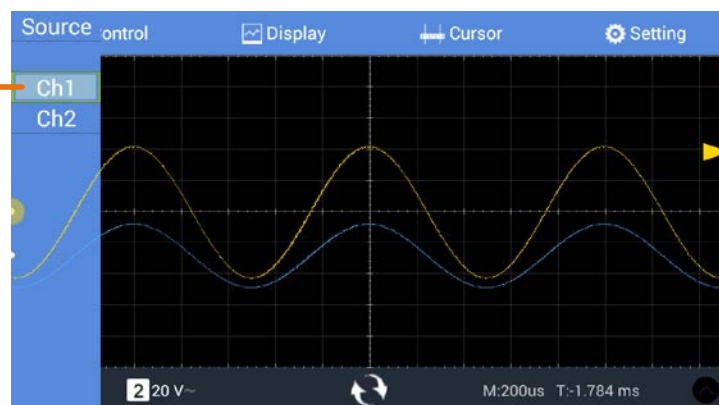 Source ontrol Display Cursor Setting
Ch1
Ch2
2 20 V~ M:200us T:-1.784 ms